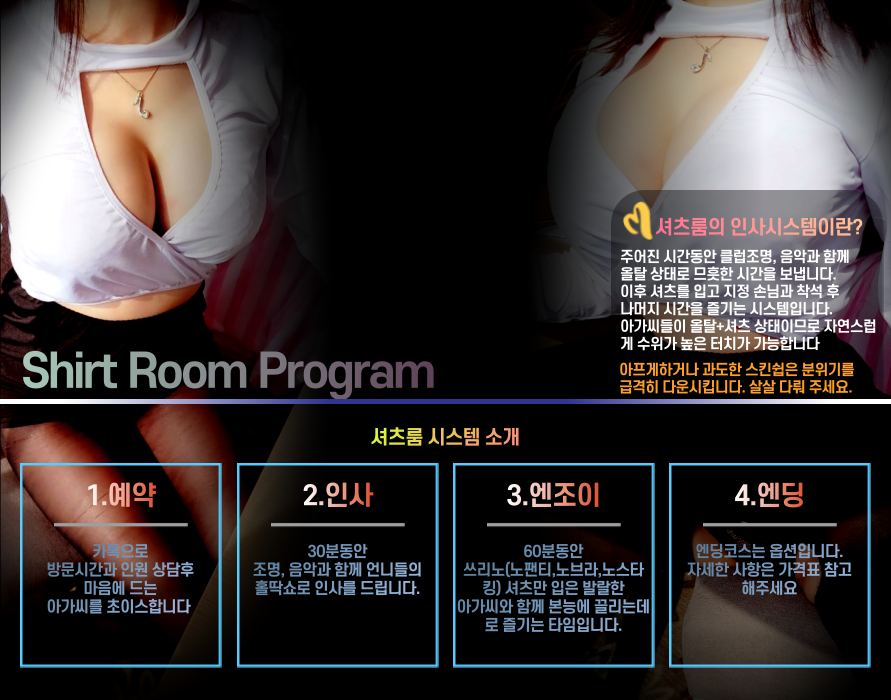 셔츠룸의 인사시스템이란?
주어진 시간동안 클럽조명, 음악과 함께
올탈 상태로 므흣한 시간을 보냅니다.
이후 셔츠를 입고 지정 손님과 착석 후
나머지 시간을 즐기는 시스템입니다.
아가씨들이 올탈+셔츠 상태이므로 자연스럽
게 수위가 높은 터치가 가능합니다
아프게하거나 과도한 스킨쉽은 분위기를
급격히 다운시킵니다. 살살 다뤄 주세요.
Shirt Room Program
셔츠룸 시스템 소개
1.예약
카톡으로
방문시간과 인원 상담후
마음에 드는
아가씨를 초이스합니다
2.인사
30분동안
조명, 음악과 함께 언니들의
홀딱쇼로 인사를 드립니다.
3.엔조이
60분동안
쓰리노(노팬티,노브라,노스타
킹) 셔츠만 입은 발랄한
아가씨와 함께 본능에 끌리는데
로 즐기는 타임입니다.
4.엔딩
엔딩코스는 옵션입니다.
자세한 사항은 가격표 참고
해주세요